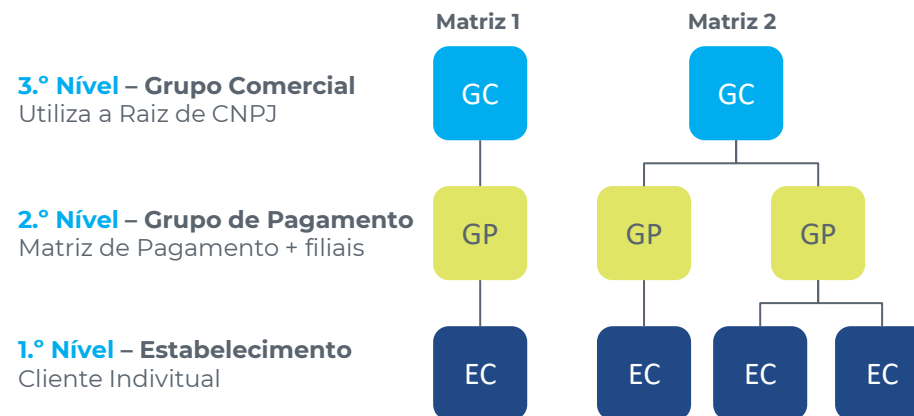 Matriz 1
Matriz 2
3.º Nível – Grupo Comercial
Utiliza a Raiz de CNPJ
GC
GC
2.º Nível – Grupo de Pagamento
Matriz de Pagamento + filiais
GP
GP
GP
1.º Nível – Estabelecimento
Cliente Indivitual
EC
EC
EC
EC